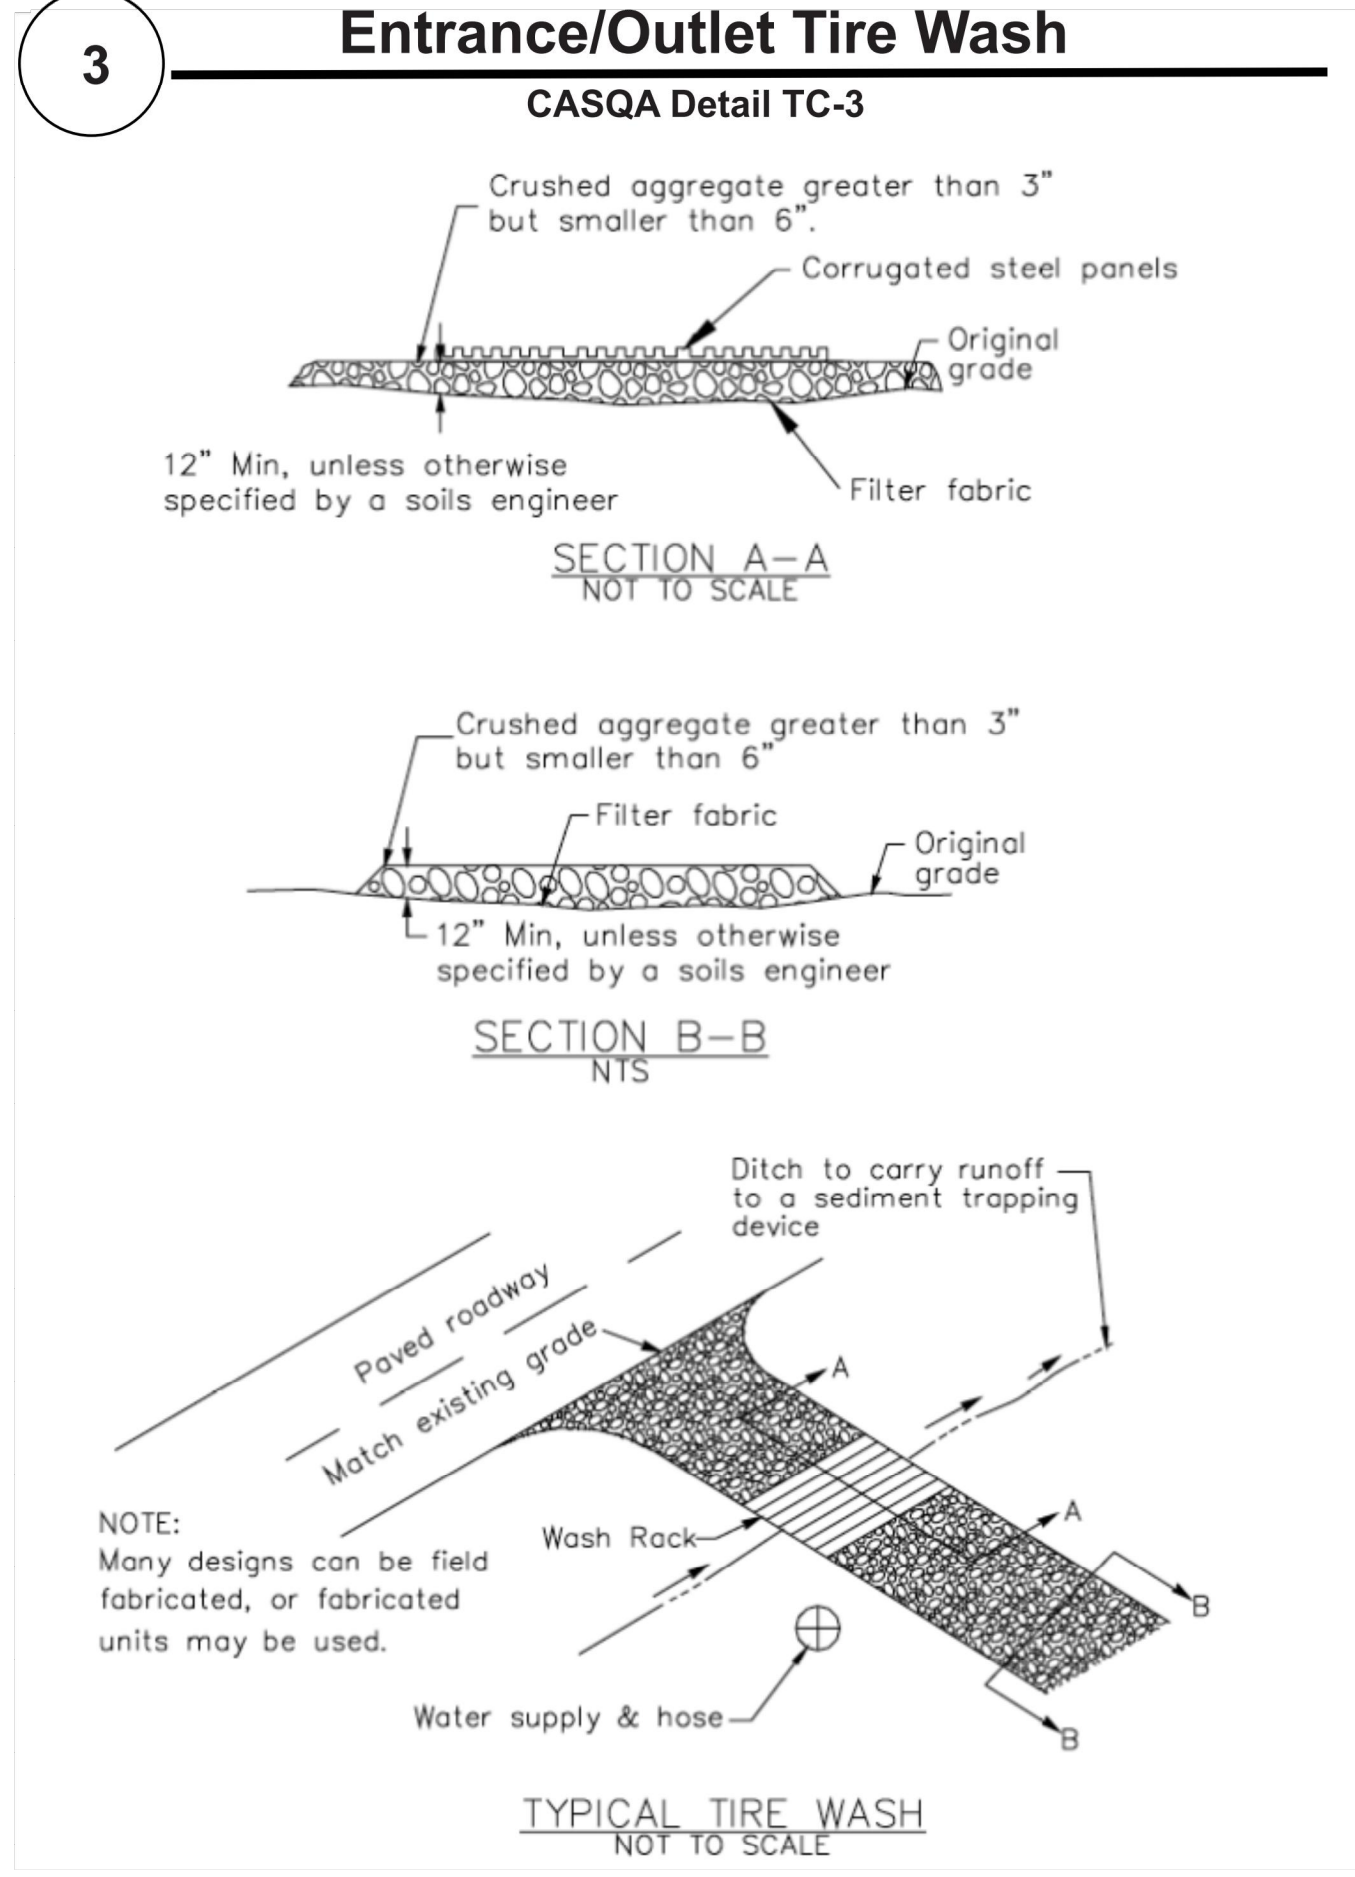 3
Entrance/Outlet Tire Wash
CASQA Detail TC-3
Crushed aggregate greater than 3"
but smaller than 6".
Corrugated steel panels
Original
grade
12" Min, unless otherwise
specified by a soils engineer
Filter fabric
SECTION A-A
NOT TO SCALE
Crushed aggregate greater than 3"
but smaller than 6"
Filter fabric
Original
grade
12" Min, unless otherwise
specified by a soils engineer
SECTION B-B
NTS
Ditch to carry runoff
to a sediment trapping
device
Paved roadway
Match existing grade
A
A
NOTE:
Many designs can be field
fabricated, or fabricated
units may be used.
Wash Rack
B
Water supply & hose
B
TYPICAL TIRE WASH
NOT TO SCALE